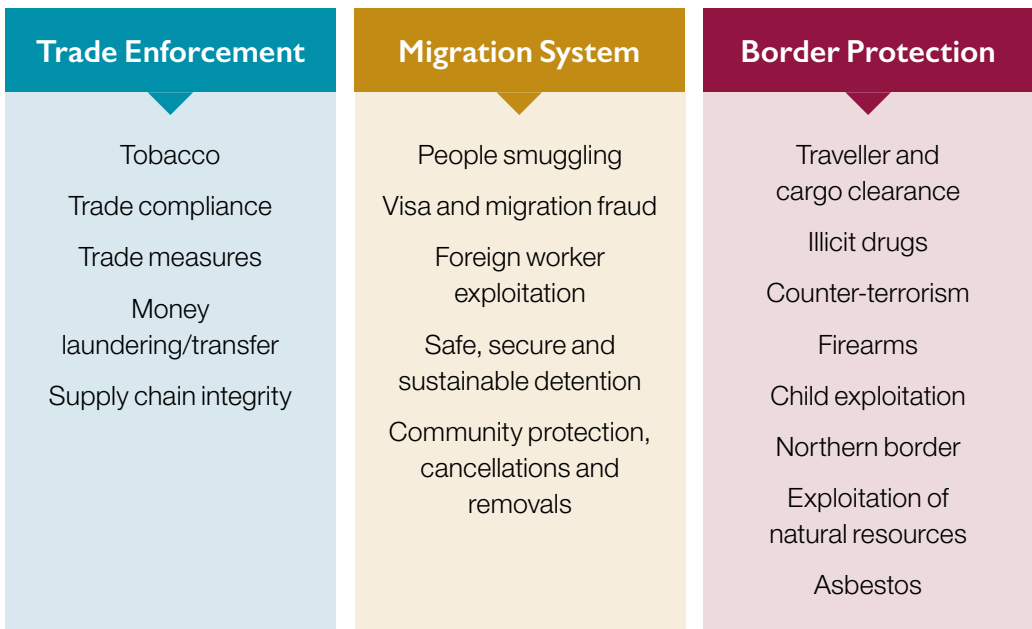 Trade Enforcement
Tobacco
Trade compliance
Trade measures
Money
laundering/transfer
Supply chain integrity
Migration System
People smuggling
Visa and migration fraud
Foreign worker
exploitation
Safe, secure and
sustainable detention
Community protection,
cancellations and
removals
Border Protection
Traveller and
cargo clearance
Illicit drugs
Counter-terrorism
Firearms
Child exploitation
Northern border
Exploitation of
natural resources
Asbestos